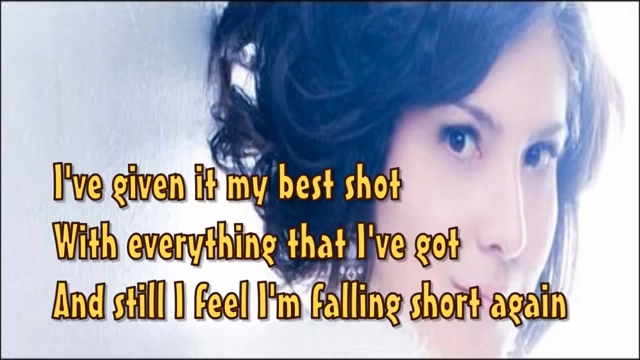 I've given it my best shot
With everything that I've got
And still I feel I'm falling short again